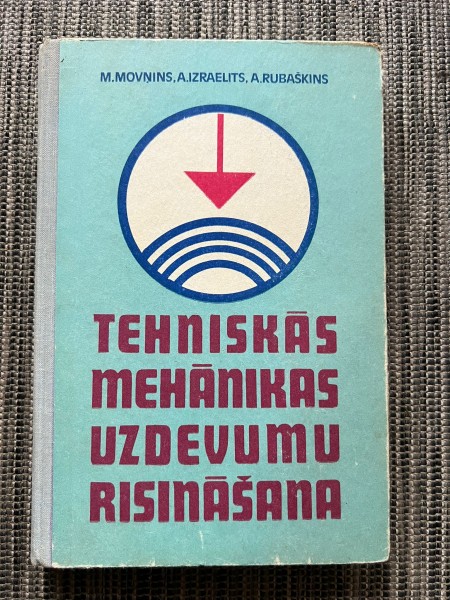 M.MOVŅINS, A.IZRAELITS, A.RUBAŠKINS
TEHNISKĀS
MEHĀNIKAS
UZDEVUMU
RISINĀŠANA